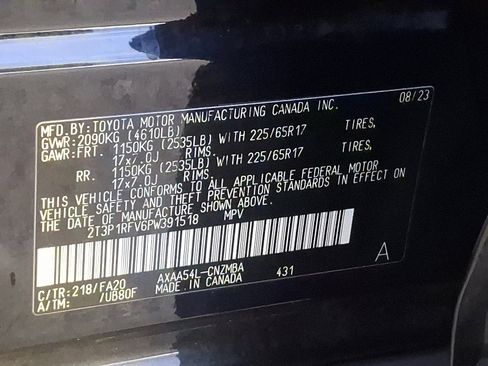 MFD.BY:TOYOTA MOTOR MANUFACTURING CANADA INC. 08/23
GVWR:2090KG (4610LB)
GAWR:FRT. 1150KG (2535LB) WITH 225/65R17 TIRES,
17x7.0J RIMS
RR. 1150KG (2535LB) WITH 225/65R17 TIRES,
17x7.0J RIMS.
THIS VEHICLE CONFORMS TO ALL APPLICABLE FEDERAL MOTOR
VEHICLE SAFETY AND THEFT PREVENTION STANDARDS IN EFFECT ON
THE DATE OF MANUFACTURE SHOWN ABOVE.
2T3P1RFV6PW391518 MPV
A
C/TR:218/FA20 AXAA54L-CNZMBA 431
A/TM: /UB80F MADE IN CANADA